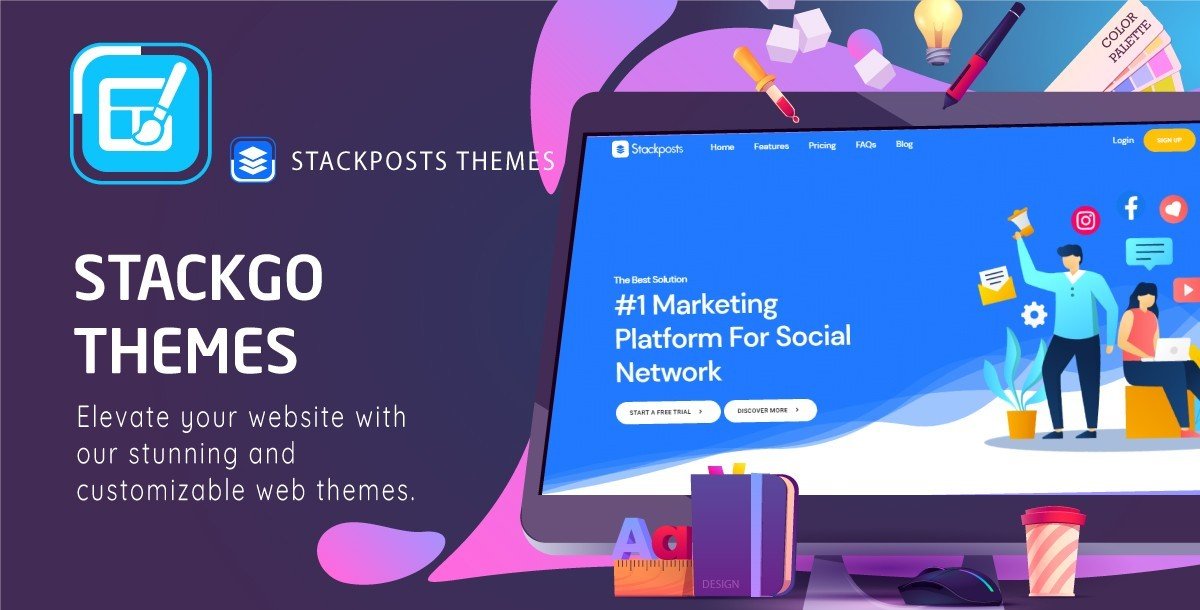 STACKPOSTS THEMES
STACKGO
THEMES
Elevate your website with
our stunning and
customizable web themes.
COLOR
PALETTE
Stackposts
Home
Features
Pricing
FAQs
Blog
Login
SIGN UP
The Best Solution
#1 Marketing
Platform For Social
Network
START A FREE TRIAL >
DISCOVER MORE >
Aa
DESIGN